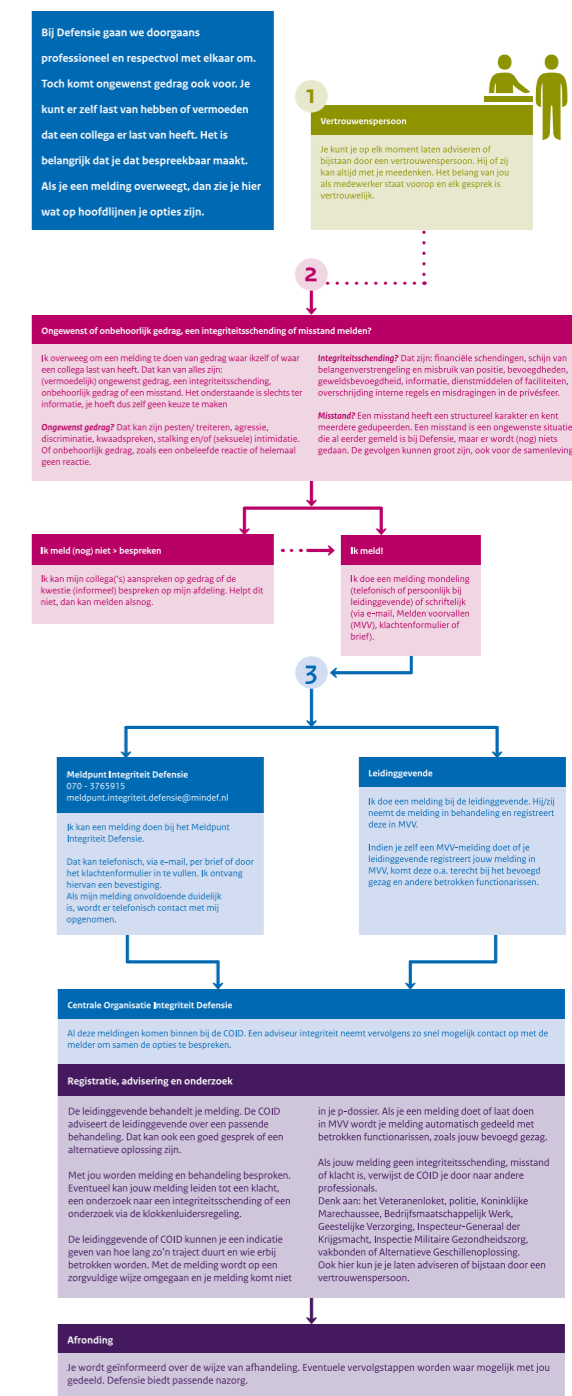 Bij Defensie gaan we doorgaans
professioneel en respectvol met elkaar om.
Toch komt ongewenst gedrag ook voor. Je
kunt er zelf last van hebben of vermoeden
dat een collega er last van heeft. Het is
belangrijk dat je dat bespreekbaar maakt.
Als je een melding overweegt, dan zie je hier
wat op hoofdlijnen je opties zijn.
1
Vertrouwenspersoon
Je kunt je op elk moment laten adviseren of
bijstaan door een vertrouwenspersoon. Hij of zij
kan altijd met je meedenken. Het belang van jou
als medewerker staat voorop en elk gesprek is
vertrouwelijk.
2
Ongewenst of onbehoorlijk gedrag, een integriteitsschending of misstand melden?
Ik overweeg om een melding te doen van gedrag waar ikzelf of waar
een collega last van heeft. Dat kan van alles zijn:
(vermoedelijk) ongewenst gedrag, een integriteitsschending,
onbehoorlijk gedrag of een misstand. Het onderstaande is slechts ter
informatie, je hoeft dus zelf geen keuze te maken
Ongewenst gedrag? Dat kan zijn pesten/ treiteren, agressie,
discriminatie, kwaadspreken, stalking en/of (seksuele) intimidatie.
Of onbehoorlijk gedrag, zoals een onbeleefde reactie of helemaal
geen reactie.
Integriteitsschending? Dat zijn: financiële schendingen, schijn van
belangenverstrengeling en misbruik van positie, bevoegdheden,
geweldsbevoegdheid, informatie, dienstmiddelen of faciliteiten,
overschrijding interne regels en misdragingen in de privésfeer.
Misstand? Een misstand heeft een structureel karakter en kent
meerdere gedupeerden. Een misstand is een ongewenste situatie
die al eerder gemeld is bij Defensie, maar er wordt (nog) niets
gedaan. De gevolgen kunnen groot zijn, ook voor de samenleving
Ik meld (nog) niet > bespreken
Ik kan mijn collega('s) aanspreken op gedrag of de
kwestie (informeel) bespreken op mijn afdeling. Helpt dit
niet, dan kan melden alsnog.
Ik meld!
Ik doe een melding mondeling
(telefonisch of persoonlijk bij
leidinggevende) of schriftelijk
(via e-mail, Melden voorvallen
(MVV), klachtenformulier of
brief).
3
Meldpunt Integriteit Defensie
070 - 3765915
meldpunt.integriteit.defensie@mindef.nl
Ik kan een melding doen bij het Meldpunt
Integriteit Defensie.
Dat kan telefonisch, via e-mail, per brief of door
het klachtenformulier in te vullen. Ik ontvang
hiervan een bevestiging.
Als mijn melding onvoldoende duidelijk
is, wordt er telefonisch contact met mij
opgenomen.
Leidinggevende
Ik doe een melding bij de leidinggevende. Hij/zij
neemt de melding in behandeling en registreert
deze in MVV.
Indien je zelf een MVV-melding doet of je
leidinggevende registreert jouw melding in
MVV, komt deze o.a. terecht bij het bevoegd
gezag en andere betrokken functionarissen.
Centrale Organisatie Integriteit Defensie
Al deze meldingen komen binnen bij de COID. Een adviseur integriteit neemt vervolgens zo snel mogelijk contact op met de
melder om samen de opties te bespreken.
Registratie, advisering en onderzoek
De leidinggevende behandelt je melding. De COID
adviseert de leidinggevende over een passende
behandeling. Dat kan ook een goed gesprek of een
alternatieve oplossing zijn.
Met jou worden melding en behandeling besproken.
Eventueel kan jouw melding leiden tot een klacht,
een onderzoek naar een integriteitsschending of een
onderzoek via de klokkenluidersregeling.
De leidinggevende of COID kunnen je een indicatie
geven van hoe lang zo'n traject duurt en wie erbij
betrokken worden. Met de melding wordt op een
zorgvuldige wijze omgegaan en je melding komt niet
in je p-dossier. Als je een melding doet of laat doen
in MVV wordt je melding automatisch gedeeld met
betrokken functionarissen, zoals jouw bevoegd gezag.
Als jouw melding geen integriteitsschending, misstand
of klacht is, verwijst de COID je door naar andere
professionals.
Denk aan: het Veteranenloket, politie, Koninklijke
Marechaussee, Bedrijfsmaatschappelijk Werk,
Geestelijke Verzorging, Inspecteur-Generaal der
Krijgsmacht, Inspectie Militaire Gezondheidszorg,
vakbonden of Alternatieve Geschillenoplossing.
Ook hier kun je je laten adviseren of bijstaan door een
vertrouwenspersoon.
Afronding
Je wordt geïnformeerd over de wijze van afhandeling. Eventuele vervolgstappen worden waar mogelijk met jou
gedeeld. Defensie biedt passende nazorg.